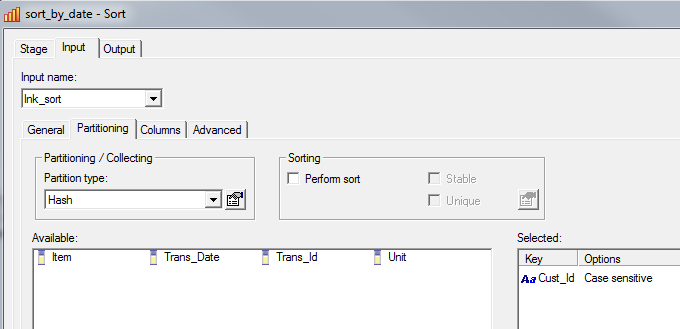 sort_by_date - Sort
Stage Input Output
Input name:
lnk_sort
General Partitioning Columns Advanced
Partitioning / Collecting
Partition type:
Hash
Sorting
Perform sort
Stable
Unique
Available:
Item Trans_Date Trans_Id Unit
Selected:
Key Options
Aa Cust_Id Case sensitive